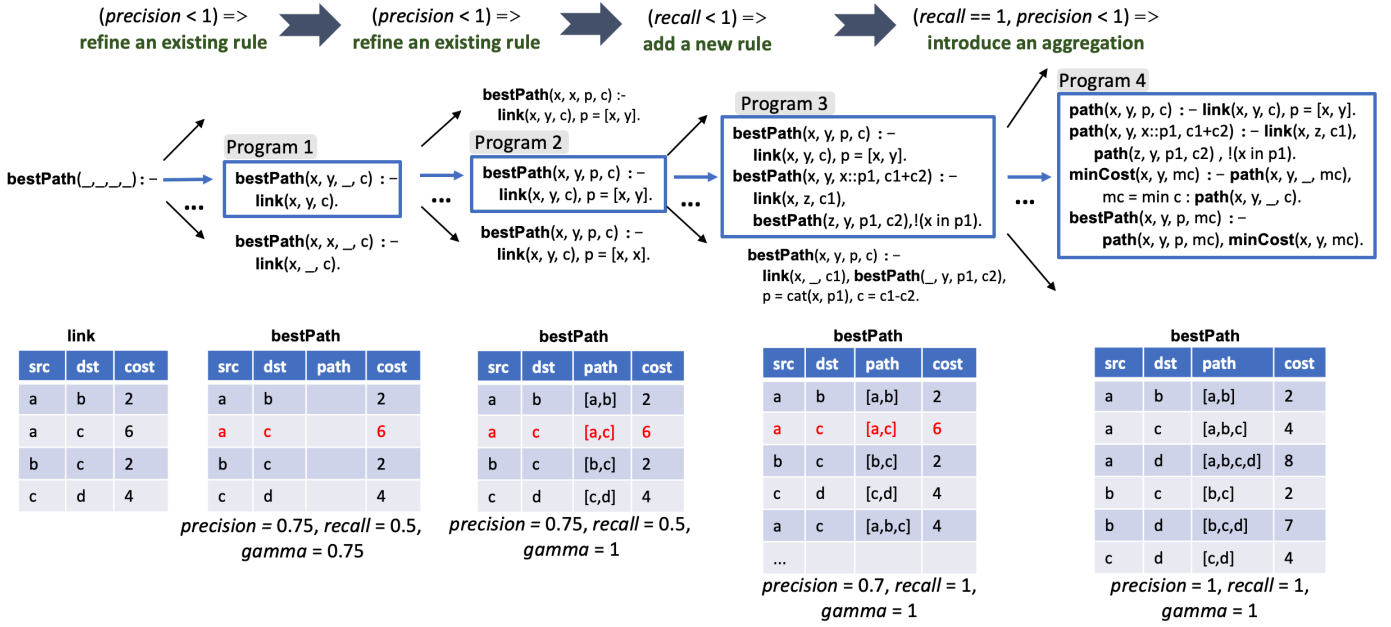 (precision < 1) =>
refine an existing rule
(precision < 1) =>
refine an existing rule
(recall < 1) =>
add a new rule
(recall == 1, precision < 1) =>
introduce an aggregation
bestPath(_,_,_,_) :-
...
Program 1
bestPath(x, y, _, c) :-
link(x, y, c).
bestPath(x, x, _, c) :-
link(x, _, c).
...
bestPath(x, x, p, c) :-
link(x, y, c), p = [x, y].
Program 2
bestPath(x, y, p, c) :-
link(x, y, c), p = [x, y].
bestPath(x, y, p, c) :-
link(x, y, c), p = [x, x].
...
Program 3
bestPath(x, y, p, c) :-
link(x, y, c), p = [x, y].
bestPath(x, y, x::p1, c1+c2) :-
link(x, z, c1),
bestPath(z, y, p1, c2),!(x in p1).
bestPath(x, y, p, c) :-
link(x, _, c1), bestPath(_, y, p1, c2),
p = cat(x, p1), c = c1-c2.
...
Program 4
path(x, y, p, c) :- link(x, y, c), p = [x, y].
path(x, y, x::p1, c1+c2) :- link(x, z, c1),
path(z, y, p1, c2) , !(x in p1).
minCost(x, y, mc) :- path(x, y, _, mc),
mc = min c : path(x, y, _, c).
bestPath(x, y, p, mc) :-
path(x, y, p, mc), minCost(x, y, mc).
link
src dst cost
a b 2
a c 6
b c 2
c d 4
bestPath
src dst path cost
a b 2
a c 6
b c 2
c d 4
precision = 0.75, recall = 0.5,
gamma = 0.75
bestPath
src dst path cost
a b [a,b] 2
a c [a,c] 6
b c [b,c] 2
c d [c,d] 4
precision = 0.75, recall = 0.5,
gamma = 1
bestPath
src dst path cost
a b [a,b] 2
a c [a,c] 6
b c [b,c] 2
c d [c,d] 4
a c [a,b,c] 4
...
precision = 0.7, recall = 1,
gamma = 1
bestPath
src dst path cost
a b [a,b] 2
a c [a,b,c] 4
a d [a,b,c,d] 8
b c [b,c] 2
b d [b,c,d] 7
c d [c,d] 4
precision = 1, recall = 1,
gamma = 1